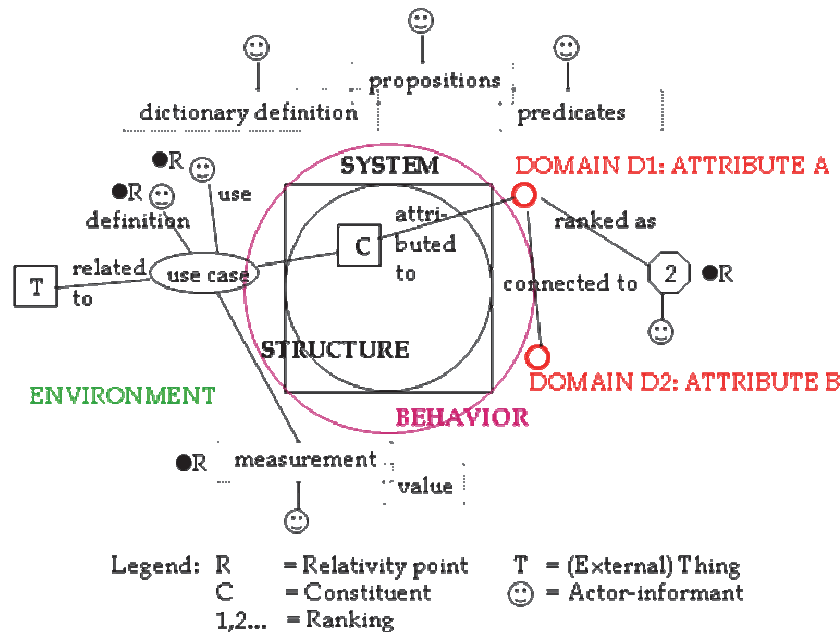 propositions
dictionary definition
predicates
●R
SYSTEM
DOMAIN D1: ATTRIBUTE A
●R
use
definition
attri-
buted
to
ranked as
C
related
to
use case
T
connected to
2
●R
STRUCTURE
DOMAIN D2: ATTRIBUTE B
ENVIRONMENT
BEHAVIOR
●R
measurement
value
Legend: R = Relativity point T = (External) Thing
C = Constituent ☺ = Actor-informant
1,2... = Ranking